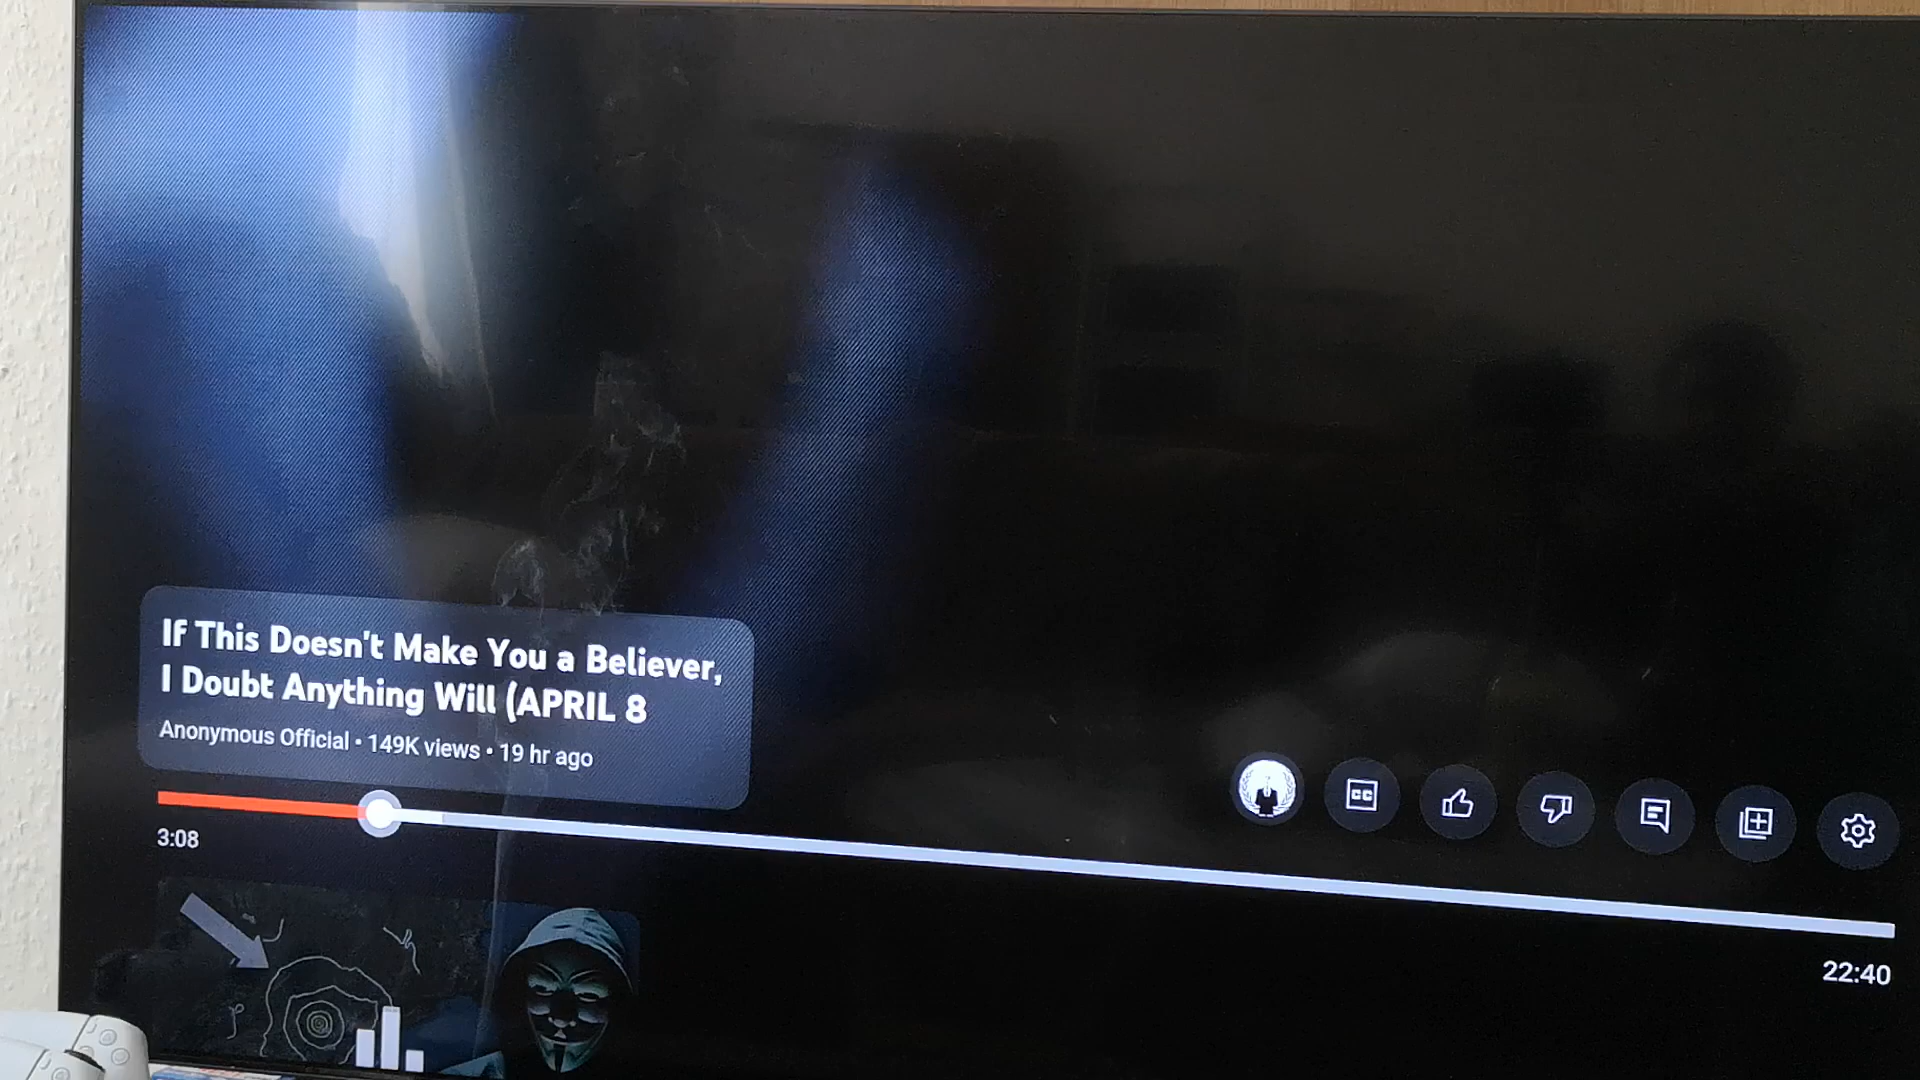 If This Doesn't Make You a Believer,
I Doubt Anything Will (APRIL 8
Anonymous Official • 149K views • 19 hr ago
CC
3:08
22:40